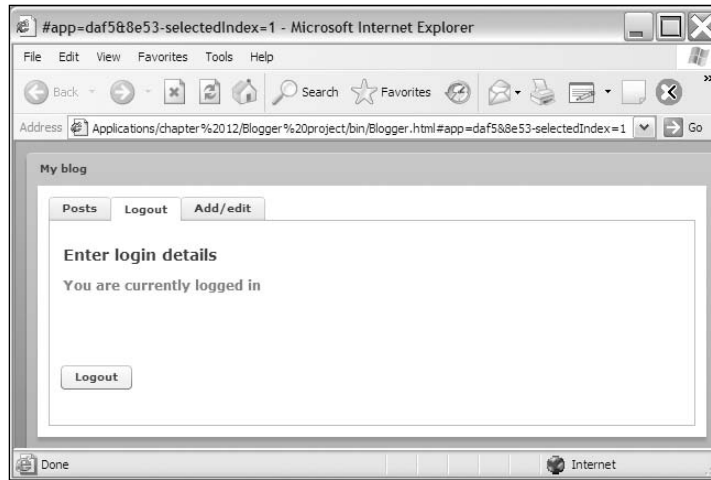 #app=daf5&8e53-selectedIndex=1 - Microsoft Internet Explorer
File Edit View Favorites Tools Help
Back Search Favorites »
Address Applications/chapter%2012/Blogger%20project/bin/Blogger.html#app=daf5&8e53-selectedIndex=1 Go
My blog
Posts Logout Add/edit
Enter login details
You are currently logged in
Logout
Done Internet